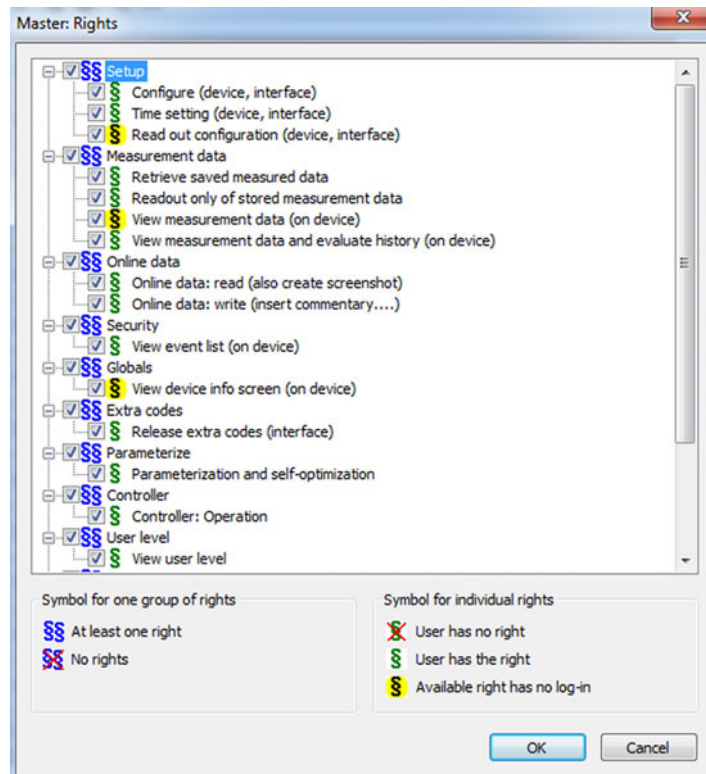 Master: Rights
§§ Setup
§ Configure (device, interface)
§ Time setting (device, interface)
§ Read out configuration (device, interface)
§§ Measurement data
§ Retrieve saved measured data
§ Readout only of stored measurement data
§ View measurement data (on device)
§ View measurement data and evaluate history (on device)
§§ Online data
§ Online data: read (also create screenshot)
§ Online data: write (insert commentary....)
§§ Security
§ View event list (on device)
§§ Globals
§ View device info screen (on device)
§§ Extra codes
§ Release extra codes (interface)
§§ Parameterize
§ Parameterization and self-optimization
§§ Controller
§ Controller: Operation
§§ User level
§ View user level
Symbol for one group of rights
§§ At least one right
§§ No rights
Symbol for individual rights
§ User has no right
§ User has the right
§ Available right has no log-in
OK
Cancel